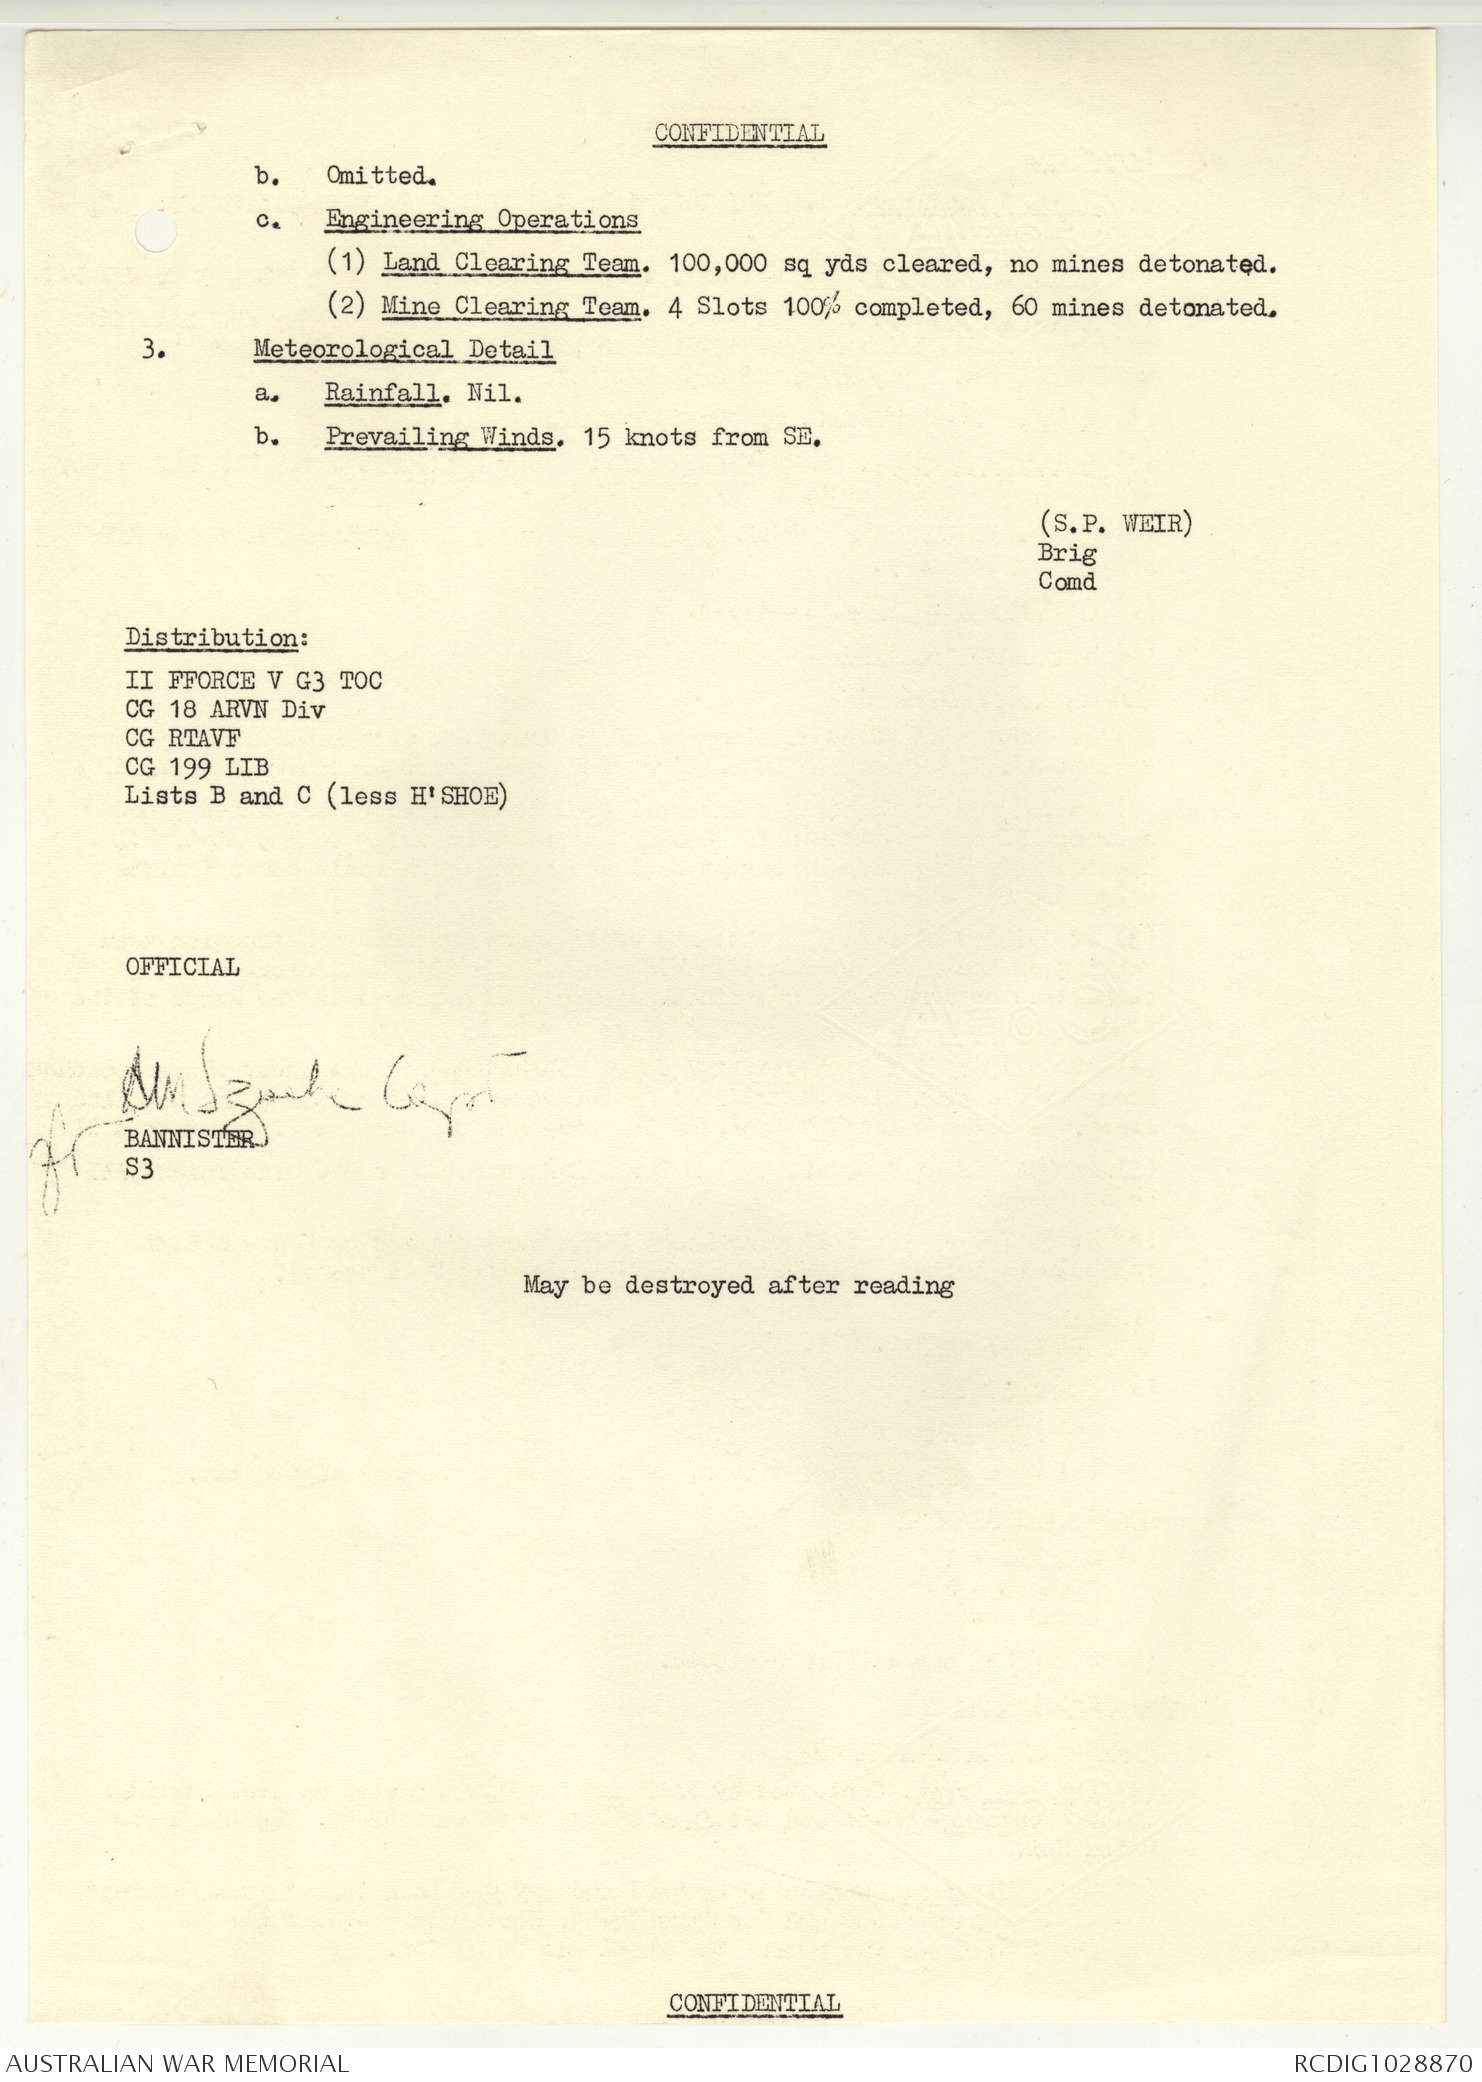 CONFIDENTIAL
b. Omitted.
c. Engineering Operations
(1) Land Clearing Team. 100,000 sq yds cleared, no mines detonated.
(2) Mine Clearing Team. 4 Slots 100% completed, 60 mines detonated.
3. Meteorological Detail
a. Rainfall. Nil.
b. Prevailing Winds. 15 knots from SE.
(S.P. WEIR)
Brig
Comd
Distribution:
II FFORCE V G3 TOC
CG 18 ARVN Div
CG RTAVF
CG 199 LIB
Lists B and C (less H'SHOE)
OFFICIAL
Capt
fr BANNISTER
S3
May be destroyed after reading
CONFIDENTIAL
AUSTRALIAN WAR MEMORIAL
RCDIG1028870